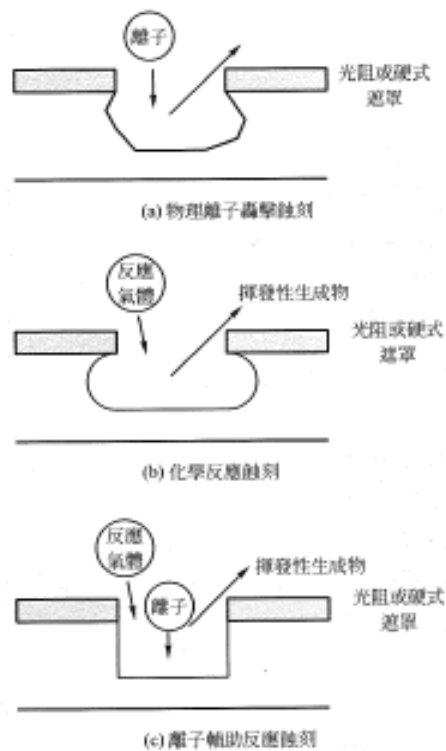 離子
光阻或硬式
遮罩
(a) 物理離子轟擊蝕刻
反應
氣體
揮發性生成物
光阻或硬式
遮罩
(b) 化學反應蝕刻
反應
氣體
離子
揮發性生成物
光阻或硬式
遮罩
(c) 離子輔助反應蝕刻